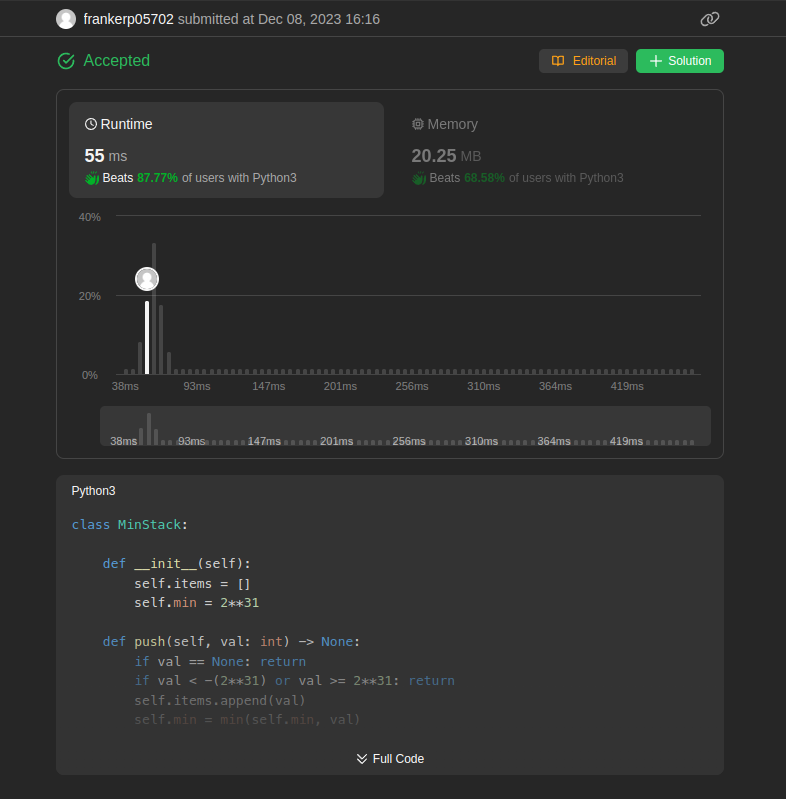 frankerp05702 submitted at Dec 08, 2023 16:16
Accepted
Editorial
Solution
Runtime
55 ms
Beats 87.77% of users with Python3
Memory
20.25 MB
Beats 68.58% of users with Python3
40%
20%
0%
38ms 93ms 147ms 201ms 256ms 310ms 364ms 419ms
38ms 93ms 147ms 201ms 256ms 310ms 364ms 419ms
Python3
class MinStack:
    def __init__(self):
        self.items = []
        self.min = 2**31
    def push(self, val: int) -> None:
        if val == None: return
        if val < -(2**31) or val >= 2**31: return
        self.items.append(val)
        self.min = min(self.min, val)
Full Code